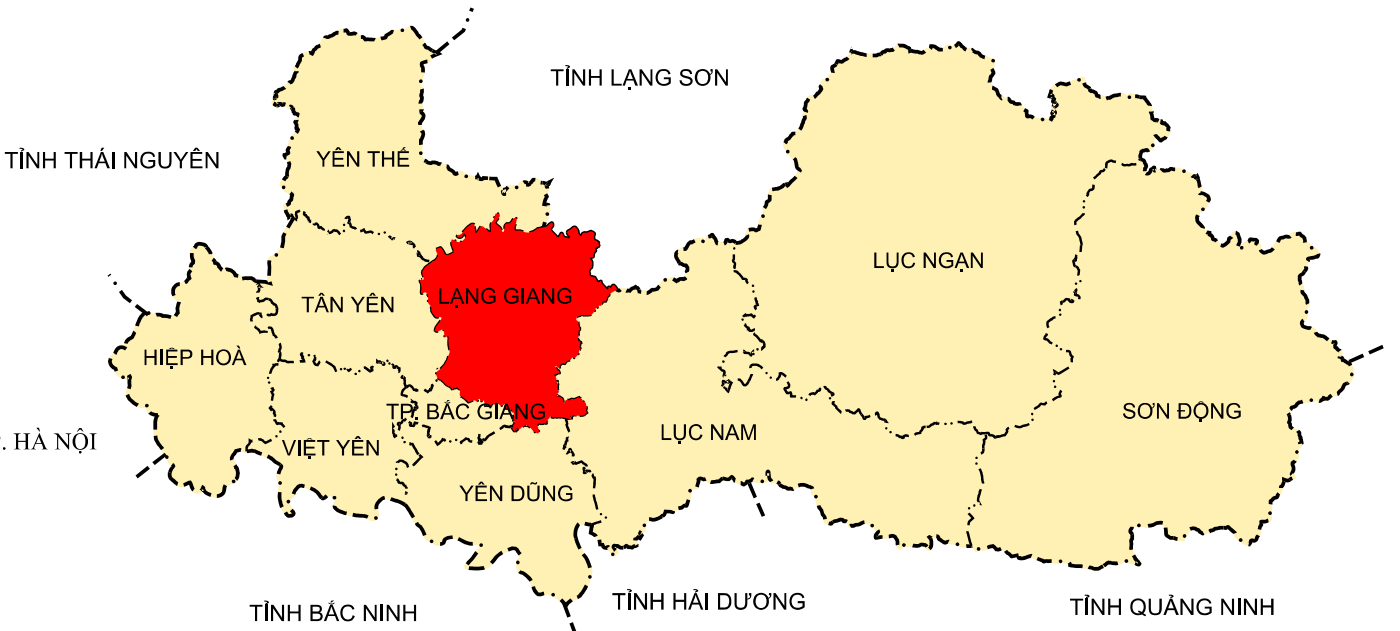 TỈNH LẠNG SƠN
TỈNH THÁI NGUYÊN
YÊN THẾ
LỤC NGẠN
LẠNG GIANG
TÂN YÊN
HIỆP HOÀ
TP. BẮC GIANG
SƠN ĐỘNG
LỤC NAM
. HÀ NỘI
VIỆT YÊN
YÊN DŨNG
TỈNH HẢI DƯƠNG
TỈNH QUẢNG NINH
TỈNH BẮC NINH